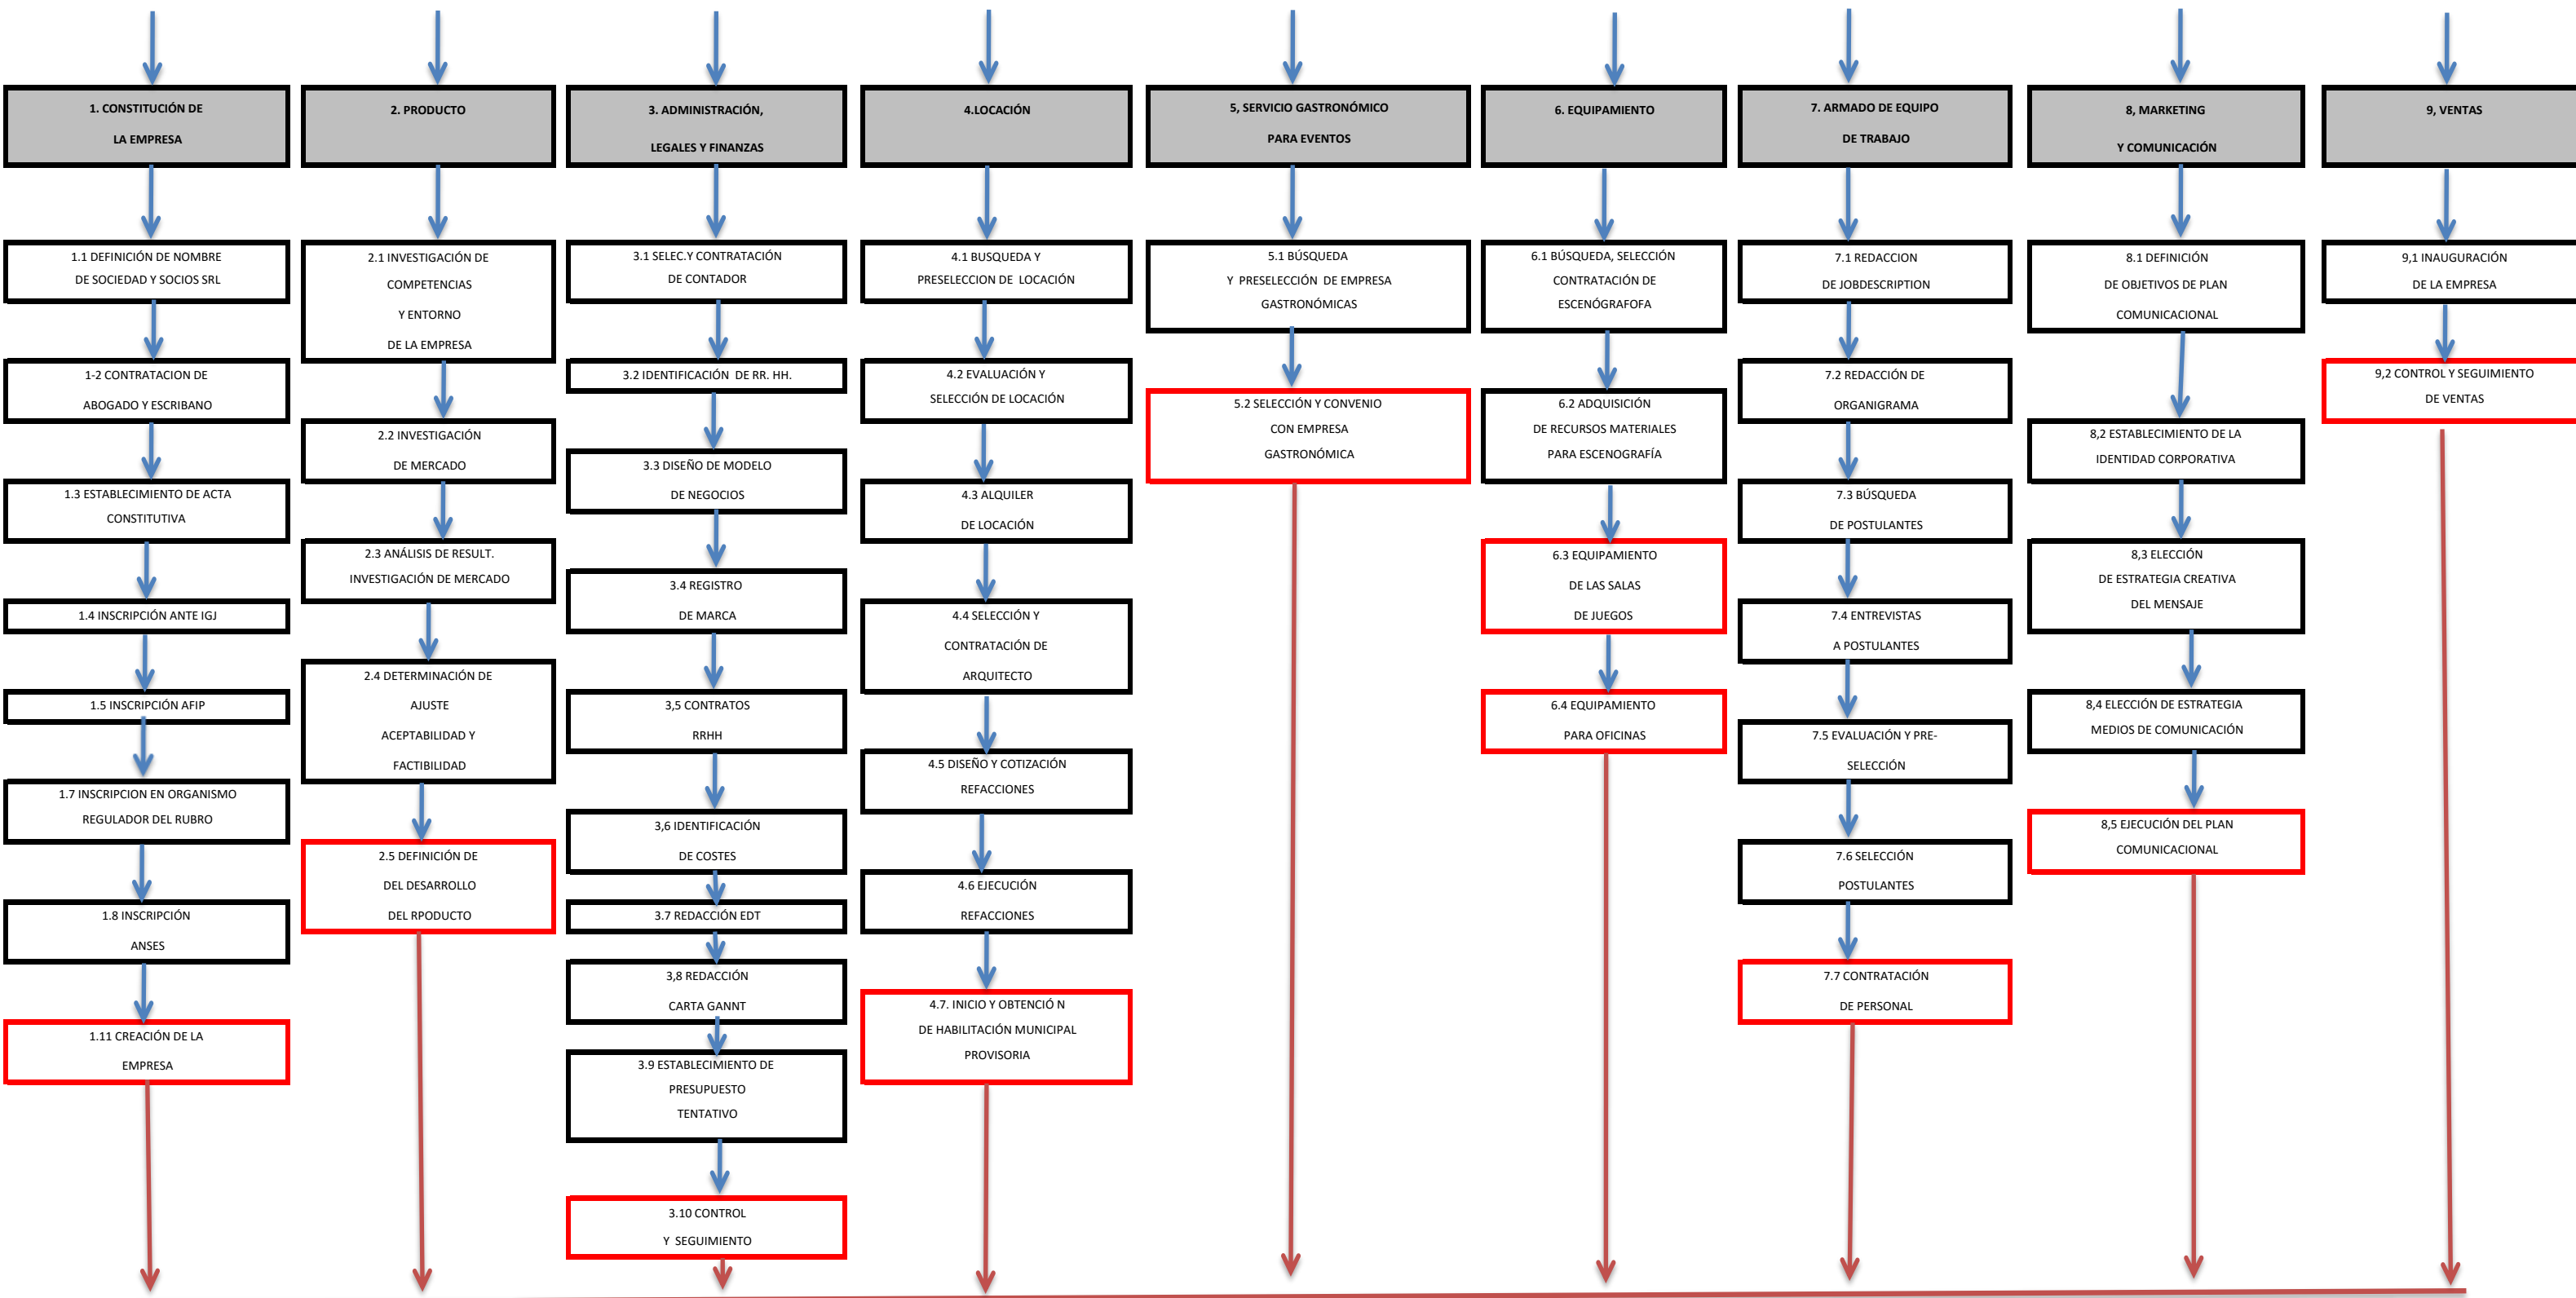 1. CONSTITUCIÓN DE
LA EMPRESA
1.1 DEFINICIÓN DE NOMBRE
DE SOCIEDAD Y SOCIOS SRL
1-2 CONTRATACION DE
ABOGADO Y ESCRIBANO
1.3 ESTABLECIMIENTO DE ACTA
CONSTITUTIVA
1.4 INSCRIPCIÓN ANTE IGJ
1.5 INSCRIPCIÓN AFIP
1.7 INSCRIPCION EN ORGANISMO
REGULADOR DEL RUBRO
1.8 INSCRIPCIÓN
ANSES
1.11 CREACIÓN DE LA
EMPRESA
2. PRODUCTO
2.1 INVESTIGACIÓN DE
COMPETENCIAS
Y ENTORNO
DE LA EMPRESA
2.2 INVESTIGACIÓN
DE MERCADO
2.3 ANÁLISIS DE RESULT.
INVESTIGACIÓN DE MERCADO
2.4 DETERMINACIÓN DE
AJUSTE
ACEPTABILIDAD Y
FACTIBILIDAD
2.5 DEFINICIÓN DE
DEL DESARROLLO
DEL RPODUCTO
3. ADMINISTRACIÓN,
LEGALES Y FINANZAS
3.1 SELEC.Y CONTRATACIÓN
DE CONTADOR
3.2 IDENTIFICACIÓN DE RR. HH.
3.3 DISEÑO DE MODELO
DE NEGOCIOS
3.4 REGISTRO
DE MARCA
3,5 CONTRATOS
RRHH
3,6 IDENTIFICACIÓN
DE COSTES
3.7 REDACCIÓN EDT
3,8 REDACCIÓN
CARTA GANNT
3.9 ESTABLECIMIENTO DE
PRESUPUESTO
TENTATIVO
3.10 CONTROL
Y SEGUIMIENTO
4.LOCACIÓN
4.1 BUSQUEDA Y
PRESELECCION DE LOCACIÓN
4.2 EVALUACIÓN Y
SELECCIÓN DE LOCACIÓN
4.3 ALQUILER
DE LOCACIÓN
4.4 SELECCIÓN Y
CONTRATACIÓN DE
ARQUITECTO
4.5 DISEÑO Y COTIZACIÓN
REFACCIONES
4.6 EJECUCIÓN
REFACCIONES
4.7. INICIO Y OBTENCIÓ N
DE HABILITACIÓN MUNICIPAL
PROVISORIA
5, SERVICIO GASTRONÓMICO
PARA EVENTOS
5.1 BÚSQUEDA
Y PRESELECCIÓN DE EMPRESA
GASTRONÓMICAS
5.2 SELECCIÓN Y CONVENIO
CON EMPRESA
GASTRONÓMICA
6. EQUIPAMIENTO
6.1 BÚSQUEDA, SELECCIÓN
CONTRATACIÓN DE
ESCENÓGRAFOFA
6.2 ADQUISICIÓN
DE RECURSOS MATERIALES
PARA ESCENOGRAFÍA
6.3 EQUIPAMIENTO
DE LAS SALAS
DE JUEGOS
6.4 EQUIPAMIENTO
PARA OFICINAS
7. ARMADO DE EQUIPO
DE TRABAJO
7.1 REDACCION
DE JOBDESCRIPTION
7.2 REDACCIÓN DE
ORGANIGRAMA
7.3 BÚSQUEDA
DE POSTULANTES
7.4 ENTREVISTAS
A POSTULANTES
7.5 EVALUACIÓN Y PRE-
SELECCIÓN
7.6 SELECCIÓN
POSTULANTES
7.7 CONTRATACIÓN
DE PERSONAL
8, MARKETING
Y COMUNICACIÓN
8.1 DEFINICIÓN
DE OBJETIVOS DE PLAN
COMUNICACIONAL
8,2 ESTABLECIMIENTO DE LA
IDENTIDAD CORPORATIVA
8,3 ELECCIÓN
DE ESTRATEGIA CREATIVA
DEL MENSAJE
8,4 ELECCIÓN DE ESTRATEGIA
MEDIOS DE COMUNICACIÓN
8,5 EJECUCIÓN DEL PLAN
COMUNICACIONAL
9, VENTAS
9,1 INAUGURACIÓN
DE LA EMPRESA
9,2 CONTROL Y SEGUIMIENTO
DE VENTAS